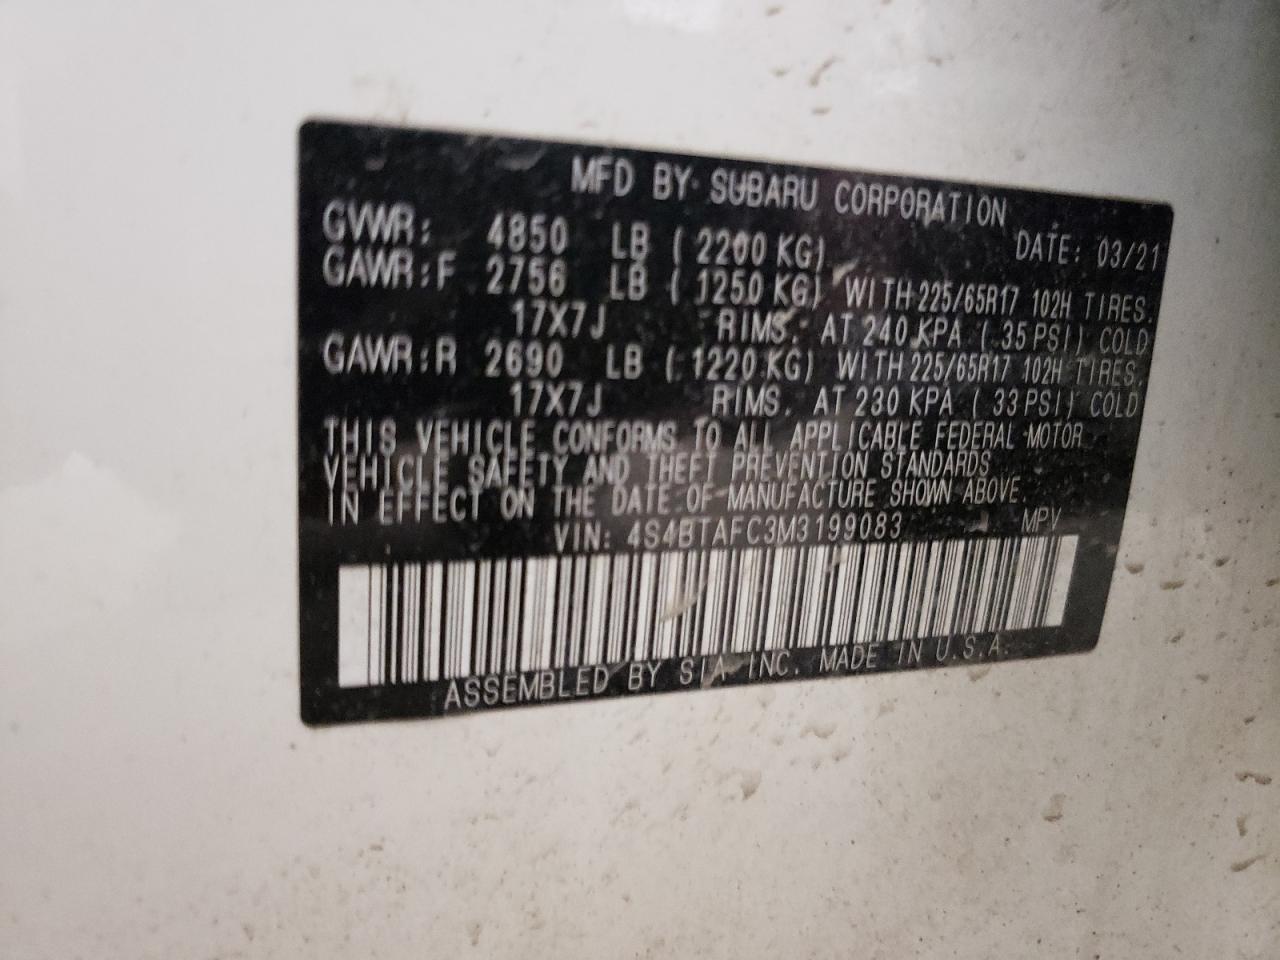 MFD BY SUBARU CORPORATION
GVWR: 4850 LB ( 2200 KG) DATE: 03/21
GAWR:F 2756 LB ( 1250 KG) WITH 225/65R17 102H TIRES,
17X7J RIMS, AT 240 KPA ( 35 PSI) COLD
GAWR:R 2690 LB ( 1220 KG) WITH 225/65R17 102H TIRES,
17X7J RIMS, AT 230 KPA ( 33 PSI) COLD
THIS VEHICLE CONFORMS TO ALL APPLICABLE FEDERAL MOTOR
VEHICLE SAFETY AND THEFT PREVENTION STANDARDS
IN EFFECT ON THE DATE OF MANUFACTURE SHOWN ABOVE.
VIN: 4S4BTAFC3M3199083 MPV
ASSEMBLED BY SIA INC. MADE IN U.S.A.